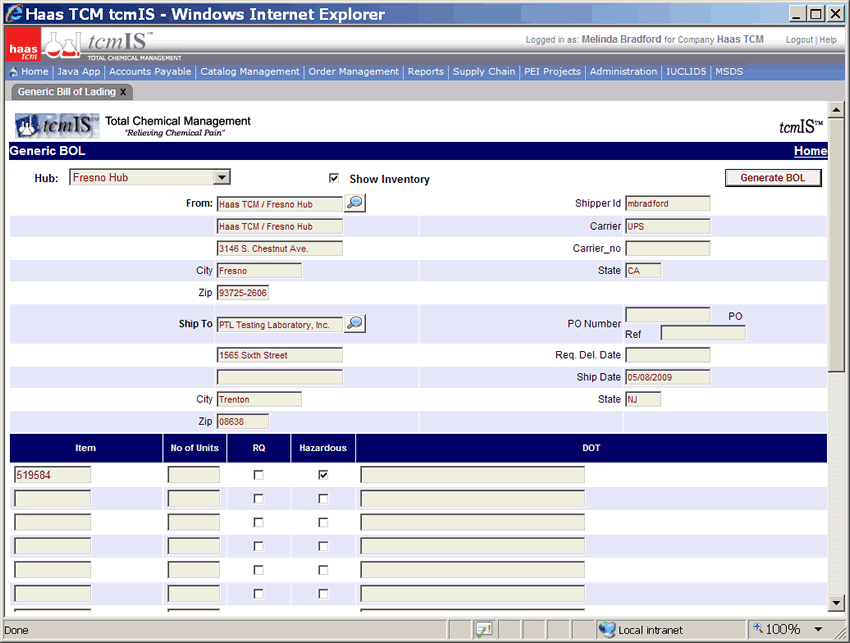 Haas TCM tcmIS - Windows Internet Explorer
haas tcm
tcmIS™
TOTAL CHEMICAL MANAGEMENT
Logged in as: Melinda Bradford for Company Haas TCM Logout | Help
Home | Java App | Accounts Payable | Catalog Management | Order Management | Reports | Supply Chain | PEI Projects | Administration | IUCLID5 | MSDS
Generic Bill of Lading x
tcmIS™ Total Chemical Management
"Relieving Chemical Pain"
tcmIS™
Generic BOL Home
Hub: Fresno Hub Show Inventory Generate BOL
From: Haas TCM / Fresno Hub Shipper Id mbradford
Haas TCM / Fresno Hub Carrier UPS
3146 S. Chestnut Ave. Carrier_no
City Fresno State CA
Zip 93725-2606
Ship To PTL Testing Laboratory, Inc. PO Number PO
Ref
1565 Sixth Street Req. Del. Date
Ship Date 05/08/2009
City Trenton State NJ
Zip 08638
Item No of Units RQ Hazardous DOT
519584
Done Local intranet 100%